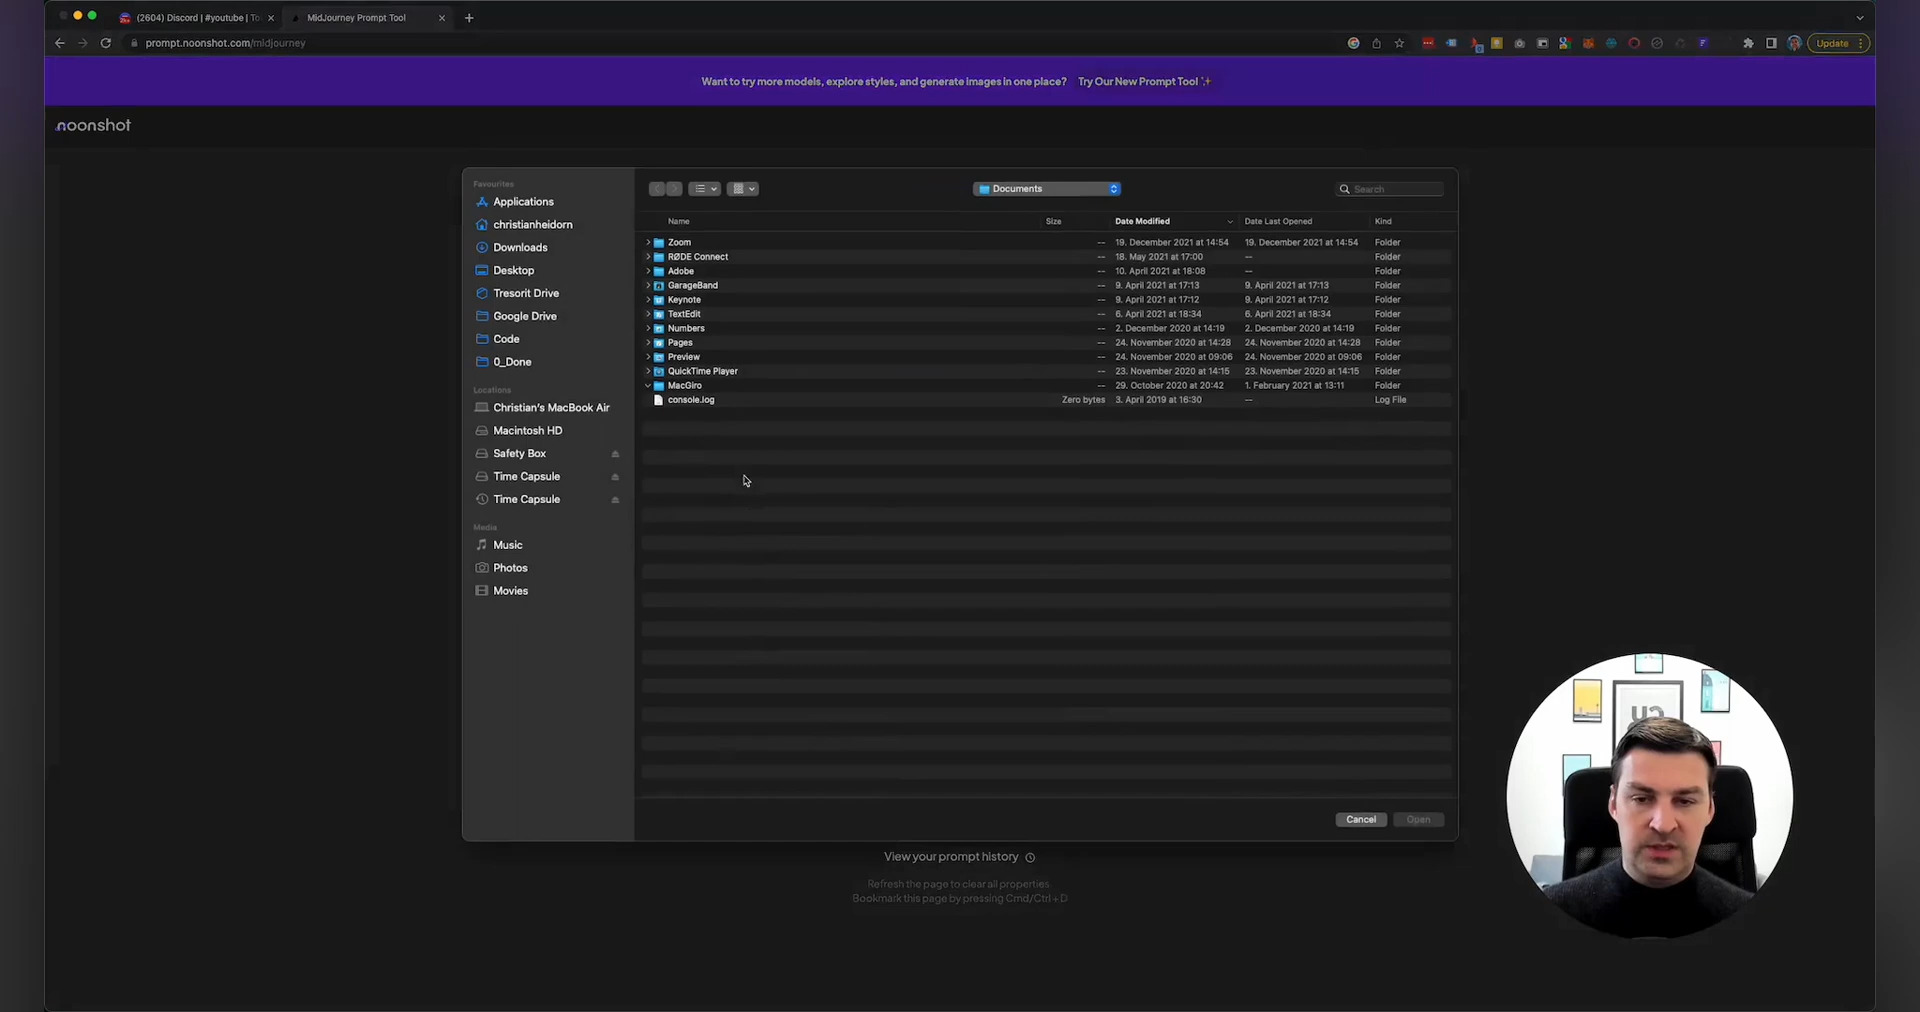 (2604) Discord | #youtube | To
MidJourney Prompt Tool
prompt.noonshot.com/midjourney
Update
Want to try more models, explore styles, and generate images in one place? Try Our New Prompt Tool ✨
noonshot
Favourites
Applications
christianheidorn
Downloads
Desktop
Tresorit Drive
Google Drive
Code
0_Done
Locations
Christian's MacBook Air
Macintosh HD
Safety Box
Time Capsule
Time Capsule
Media
Music
Photos
Movies
Documents
Search
Name Size Date Modified Date Last Opened Kind
Zoom -- 19. December 2021 at 14:54 19. December 2021 at 14:54 Folder
RØDE Connect -- 18. May 2021 at 17:00 -- Folder
Adobe -- 10. April 2021 at 18:08 -- Folder
GarageBand -- 9. April 2021 at 17:13 9. April 2021 at 17:13 Folder
Keynote -- 9. April 2021 at 17:12 9. April 2021 at 17:12 Folder
TextEdit -- 6. April 2021 at 18:34 6. April 2021 at 18:34 Folder
Numbers -- 2. December 2020 at 14:19 2. December 2020 at 14:19 Folder
Pages -- 24. November 2020 at 14:28 24. November 2020 at 14:28 Folder
Preview -- 24. November 2020 at 09:06 24. November 2020 at 09:06 Folder
QuickTime Player -- 23. November 2020 at 14:15 23. November 2020 at 14:15 Folder
MacGiro -- 29. October 2020 at 20:42 1. February 2021 at 13:11 Folder
console.log Zero bytes 3. April 2019 at 16:30 -- Log File
Cancel Open
View your prompt history
Refresh the page to clear all properties.
Bookmark this page by pressing Cmd/Ctrl + D